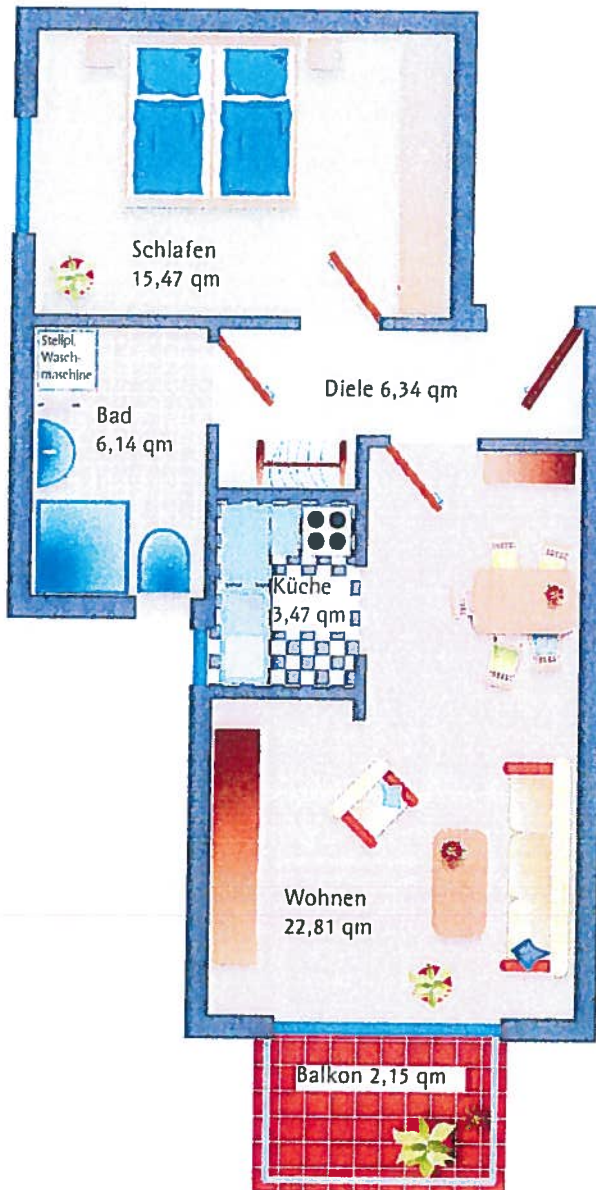 Schlafen
15,47 qm
Stellpl.
Wasch-
maschine
Bad
6,14 qm
Diele 6,34 qm
Küche
3,47 qm
Wohnen
22,81 qm
Balkon 2,15 qm